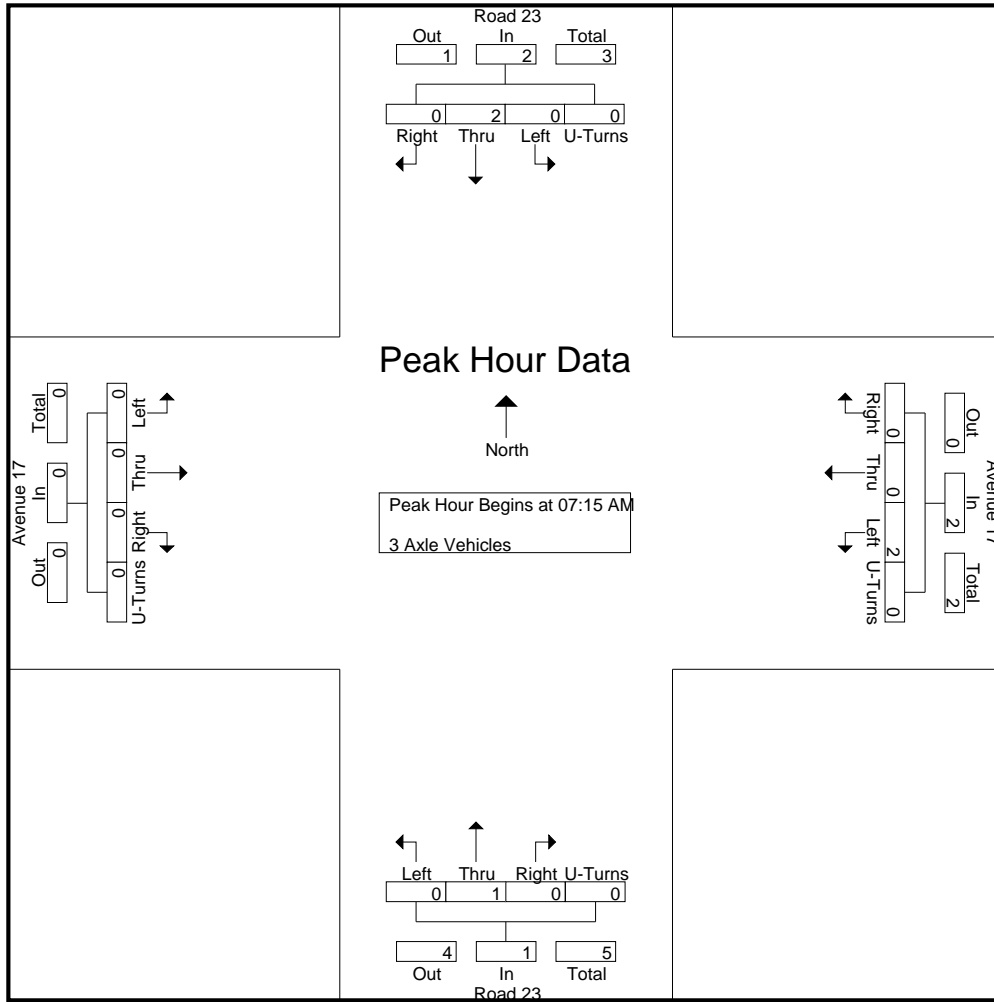 Road 23
Out In Total
1 2 3
0 2 0 0
Right Thru Left U-Turns
Peak Hour Data
North
Peak Hour Begins at 07:15 AM
3 Axle Vehicles
Avenue 17
Total In Out
0 0 0
0 0 0 0
Left Thru Right U-Turns
Right Thru Left U-Turns
0 0 2 0
0 2 2
Out In Total
Avenue 17
Left Thru Right U-Turns
0 1 0 0
4 1 5
Out In Total
Road 23